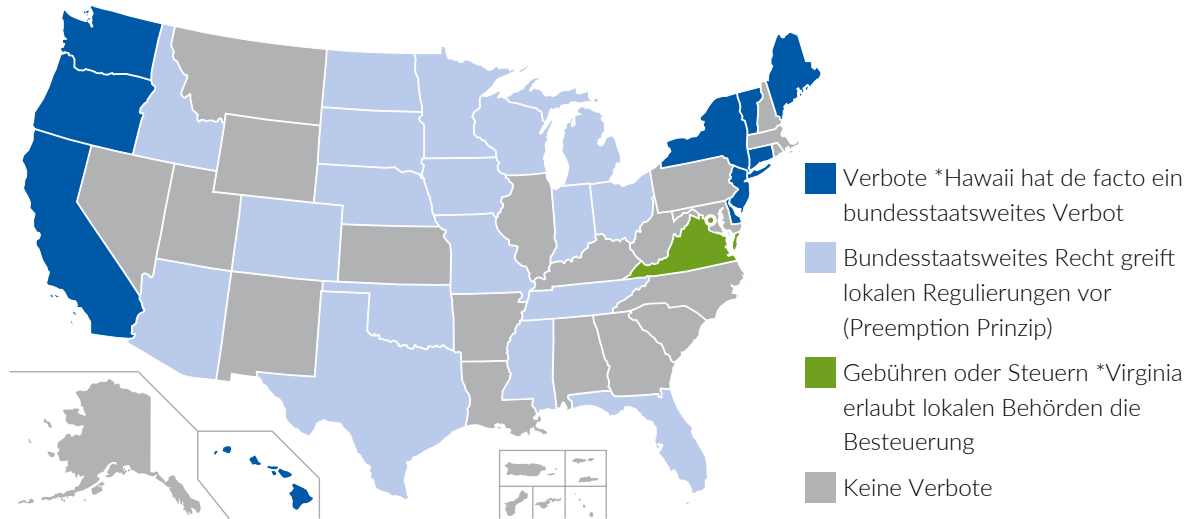 Verbote *Hawaii hat de facto ein
bundesstaatsweites Verbot
Bundesstaatsweites Recht greift
lokalen Regulierungen vor
(Preemption Prinzip)
Gebühren oder Steuern *Virginia
erlaubt lokalen Behörden die
Besteuerung
Keine Verbote